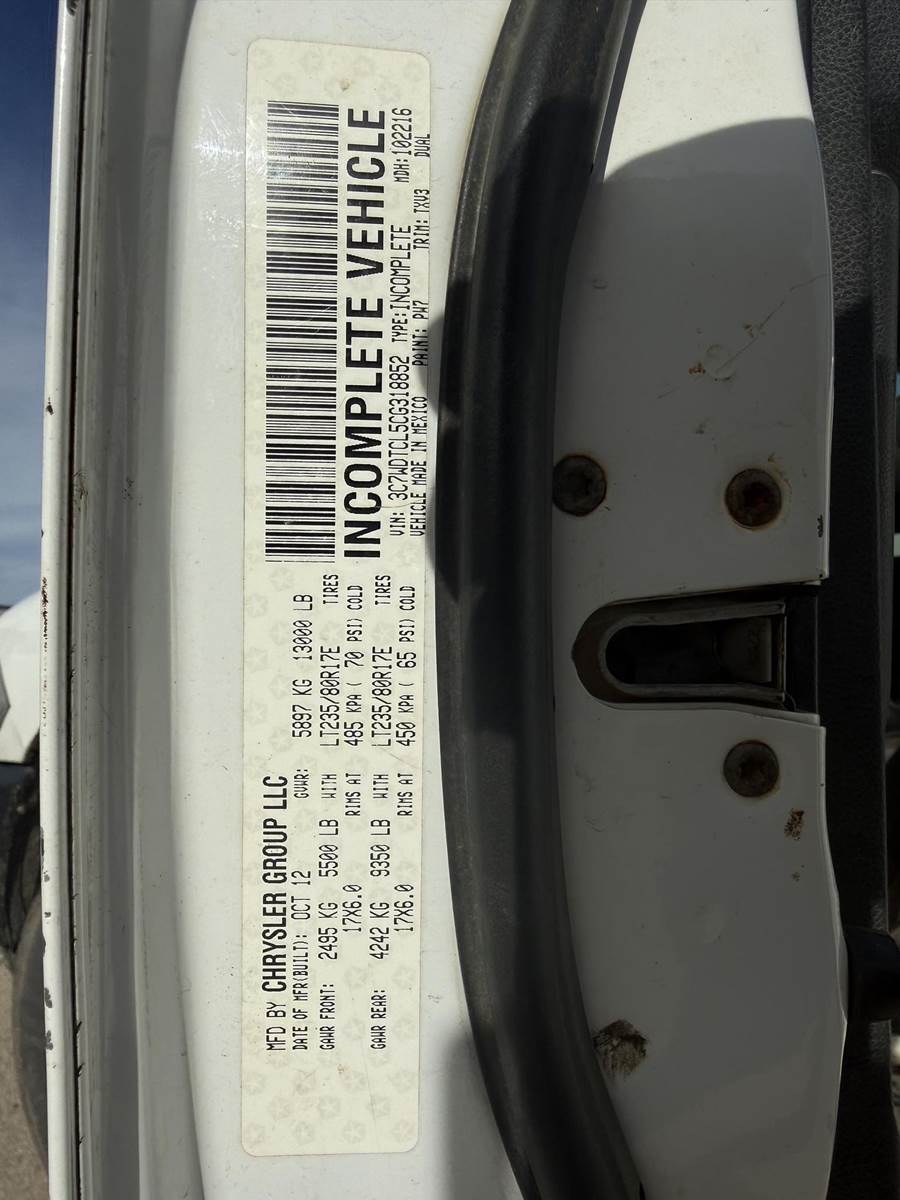 MFD BY CHRYSLER GROUP LLC
DATE OF MFR(BUILT): OCT 12 GVWR: 5897 KG 13000 LB
GAWR FRONT: 2495 KG 5500 LB WITH LT235/80R17E TIRES
17X6.0 RIMS AT 485 KPA ( 70 PSI) COLD
GAWR REAR: 4242 KG 9350 LB WITH LT235/80R17E TIRES
17X6.0 RIMS AT 450 KPA ( 65 PSI) COLD
INCOMPLETE VEHICLE
VIN: 3C7WDTCL5CG318852 TYPE:INCOMPLETE MDH:102216
VEHICLE MADE IN MEXICO PAINT: PW7 TRIM: TXV3 DUAL